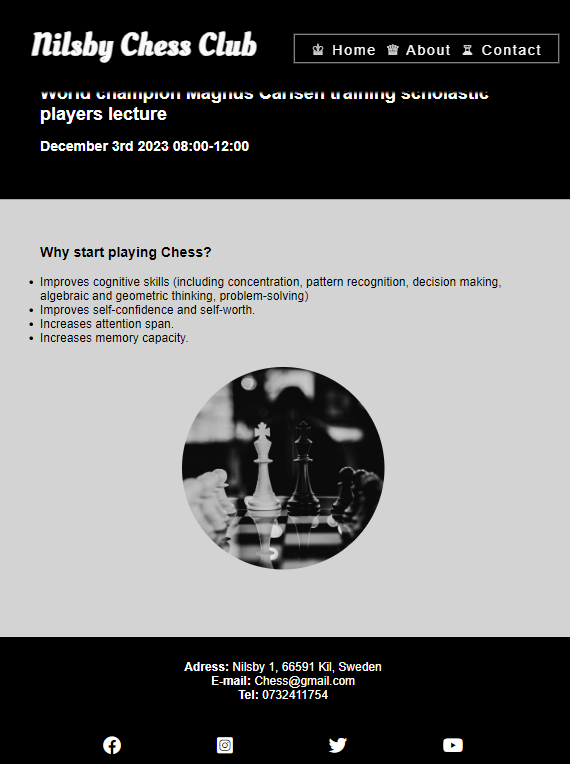 Nilsby Chess Club
♔ Home ♕ About ♖ Contact
World champion Magnus Carlsen training scholastic
players lecture
December 3rd 2023 08:00-12:00
Why start playing Chess?
• Improves cognitive skills (including concentration, pattern recognition, decision making,
algebraic and geometric thinking, problem-solving)
• Improves self-confidence and self-worth.
• Increases attention span.
• Increases memory capacity.
Adress: Nilsby 1, 66591 Kil, Sweden
E-mail: Chess@gmail.com
Tel: 0732411754